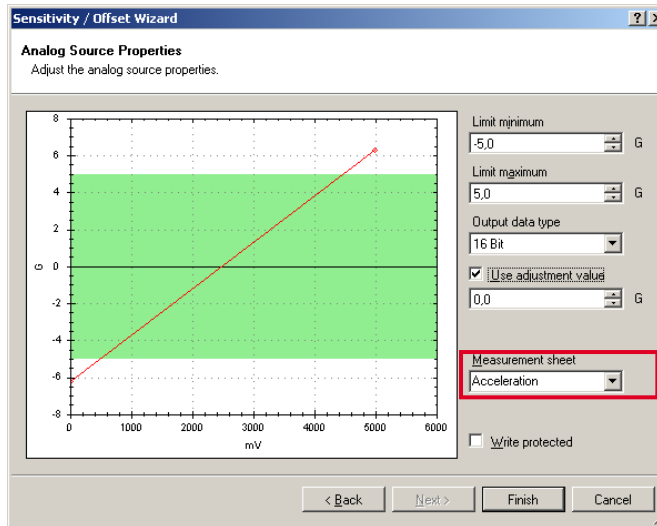 Sensitivity / Offset Wizard
Analog Source Properties
Adjust the analog source properties.
8
6
4
2
0
-2
-4
-6
-8
G
0 1000 2000 3000 4000 5000 6000
mV
Limit minimum
-5,0 G
Limit maximum
5,0 G
Output data type
16 Bit
Use adjustment value
0,0 G
Measurement sheet
Acceleration
Write protected
< Back Next > Finish Cancel